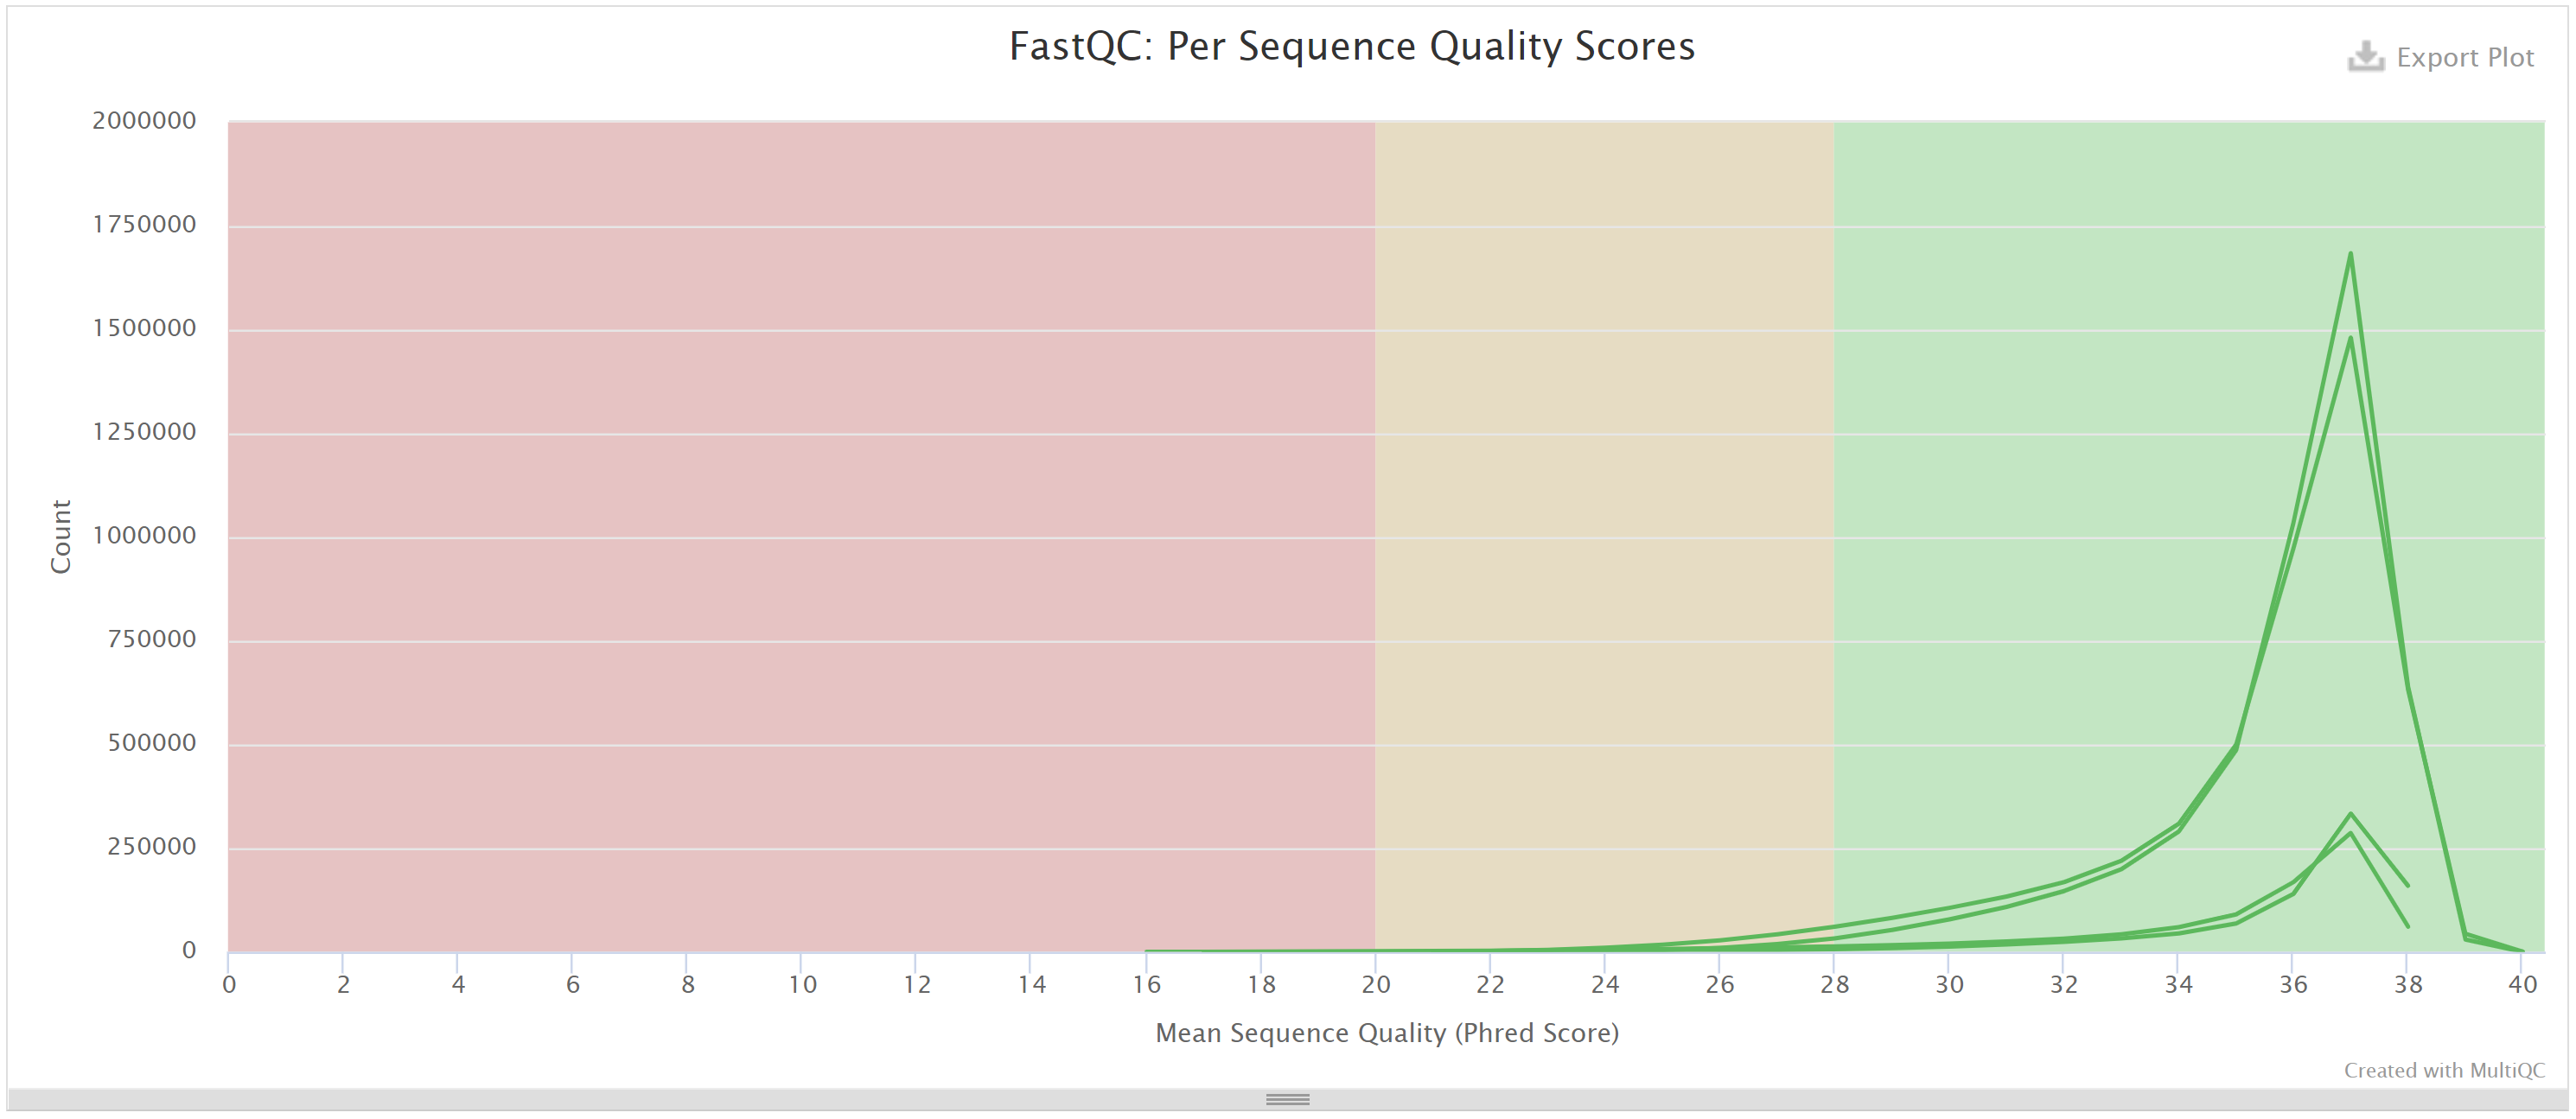 FastQC: Per Sequence Quality Scores
Export Plot
2000000
1750000
1500000
1250000
1000000
750000
500000
250000
0
Count
0 2 4 6 8 10 12 14 16 18 20 22 24 26 28 30 32 34 36 38 40
Mean Sequence Quality (Phred Score)
Created with MultiQC